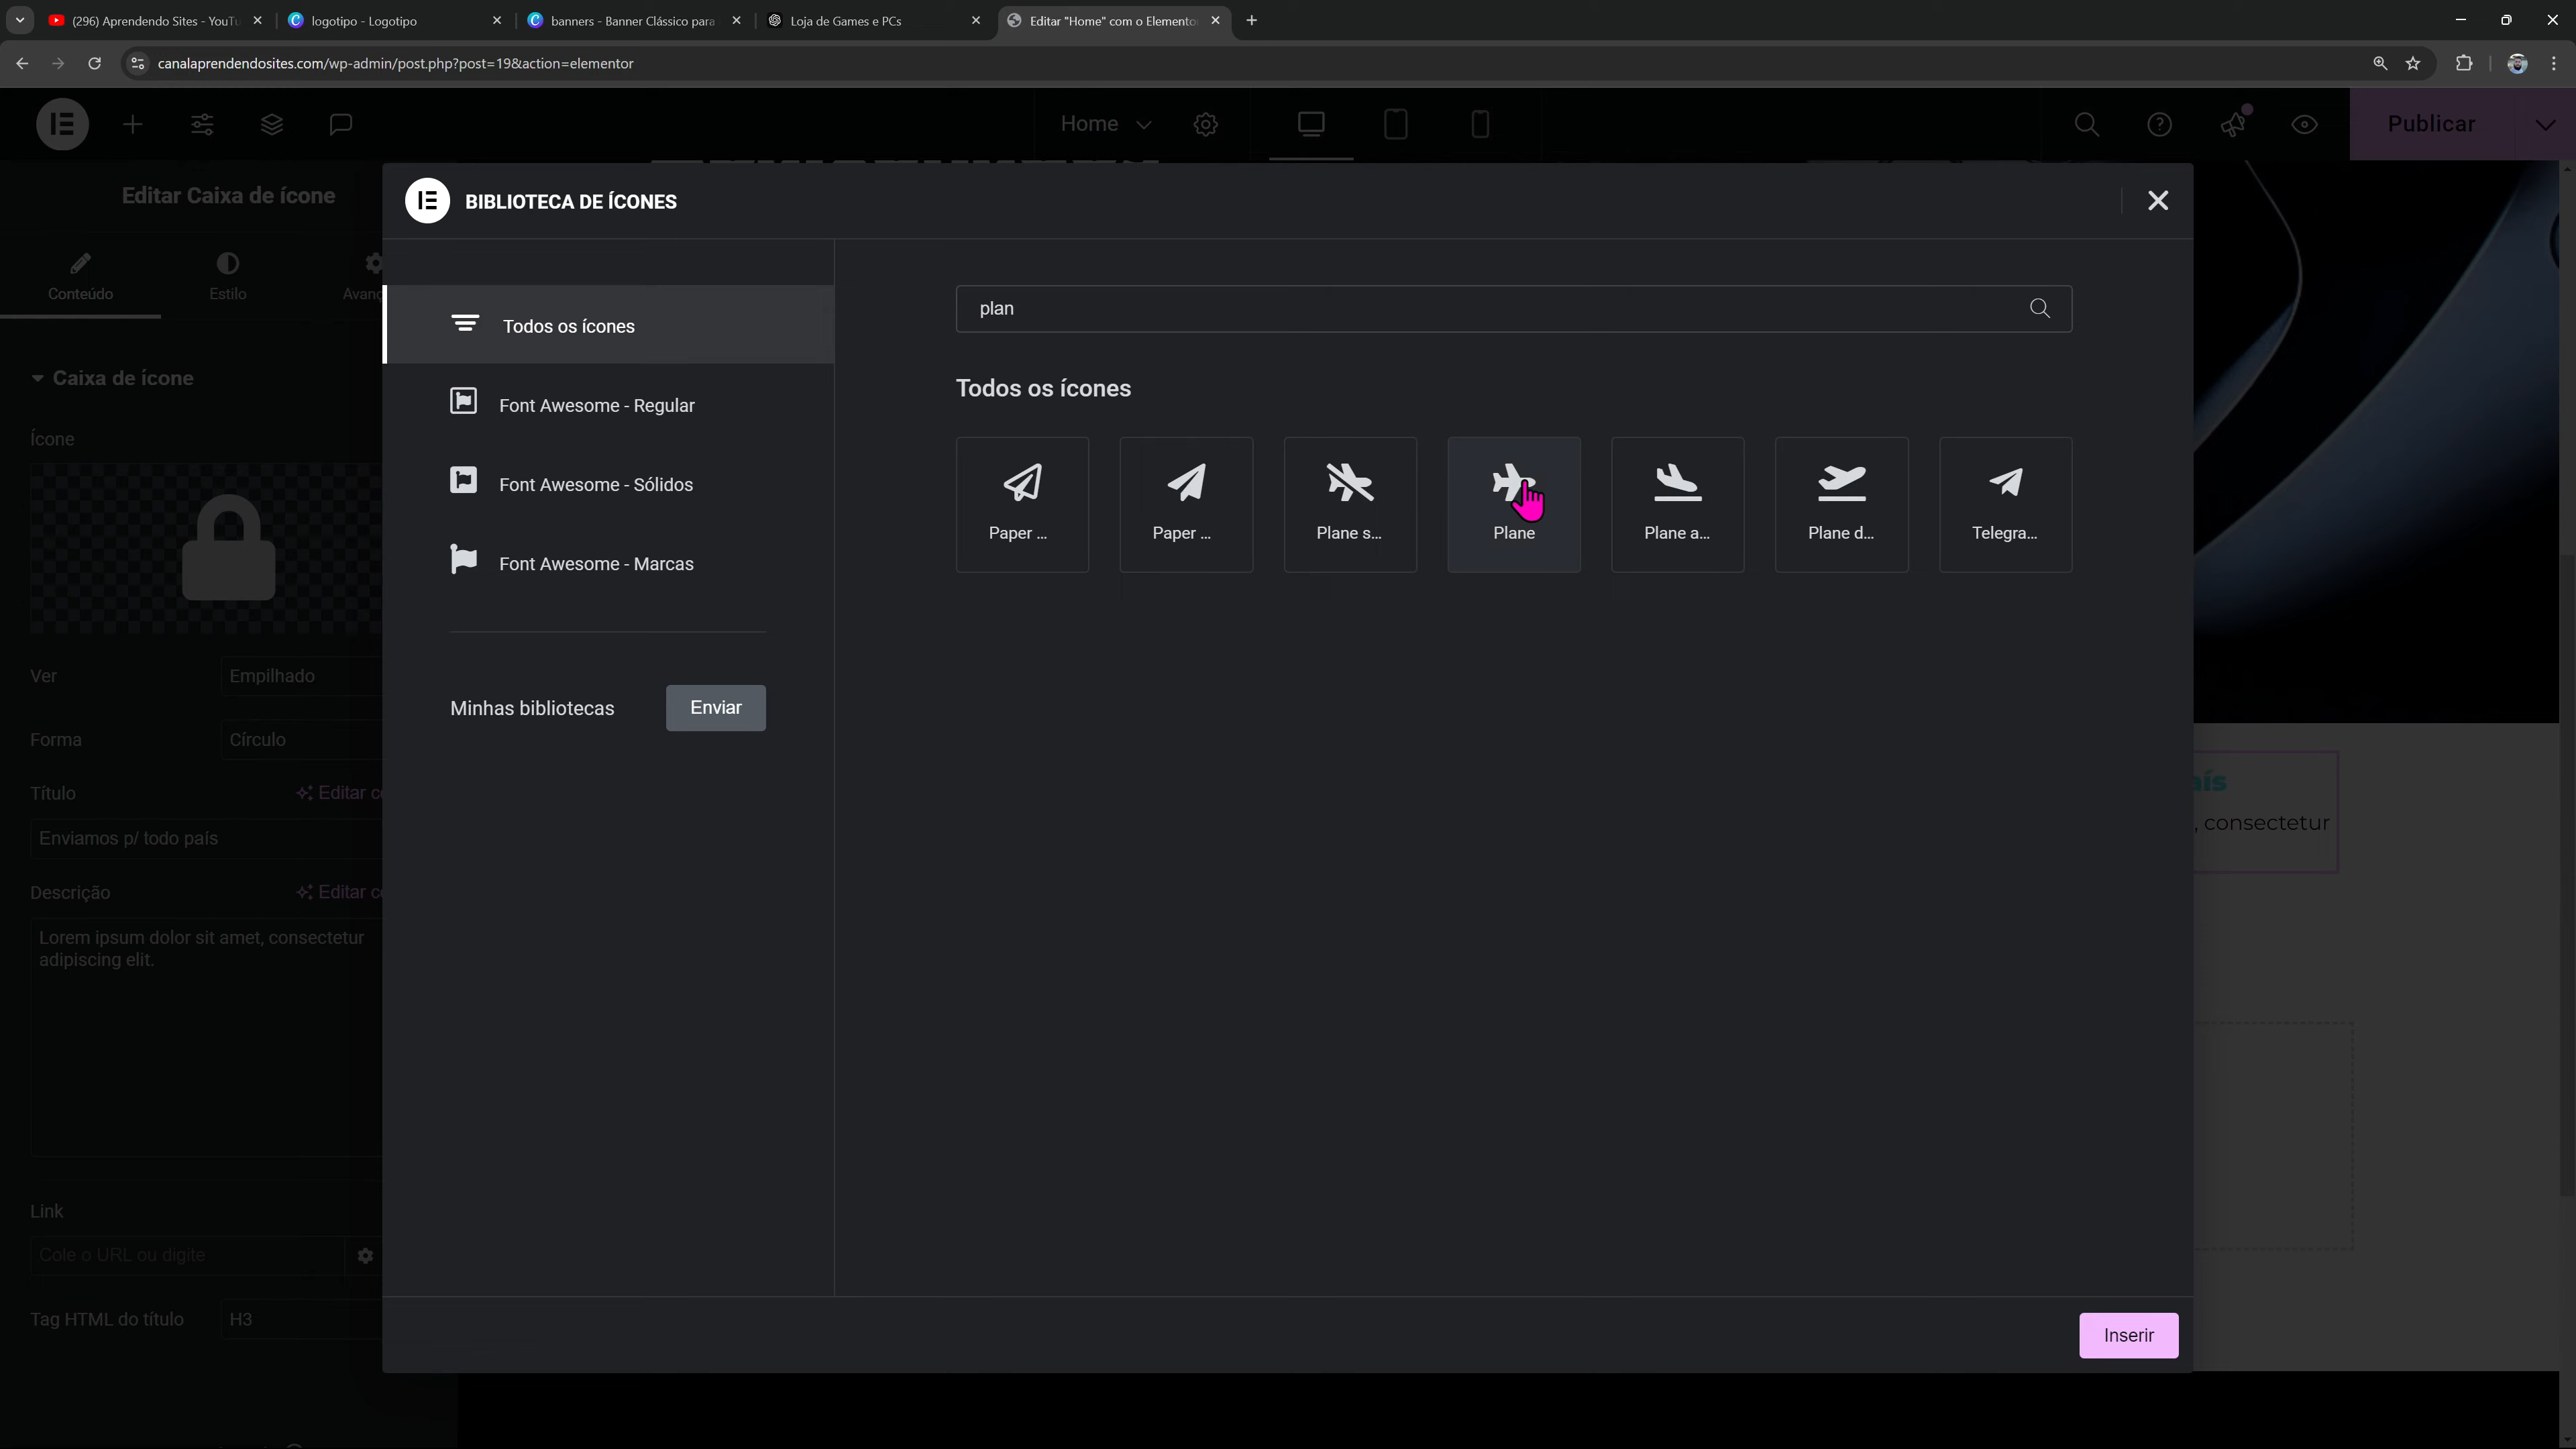 (296) Aprendendo Sites - YouTu
logotipo - Logotipo
banners - Banner Clássico para
Loja de Games e PCs
Editar "Home" com o Elemento
canalaprendendosites.com/wp-admin/post.php?post=19&action=elementor
Home
Publicar
Editar Caixa de ícone
Conteúdo
Estilo
Avanç
Caixa de ícone
Ícone
Ver
Empilhado
Forma
Círculo
Título
Editar co
Enviamos p/ todo país
Descrição
Editar co
Lorem ipsum dolor sit amet, consectetur
adipiscing elit.
Link
Cole o URL ou digite
Tag HTML do título
H3
BIBLIOTECA DE ÍCONES
Todos os ícones
Font Awesome - Regular
Font Awesome - Sólidos
Font Awesome - Marcas
Minhas bibliotecas
Enviar
plan
Todos os ícones
Paper ...
Paper ...
Plane s...
Plane
Plane a...
Plane d...
Telegra...
Inserir
aís
, consectetur